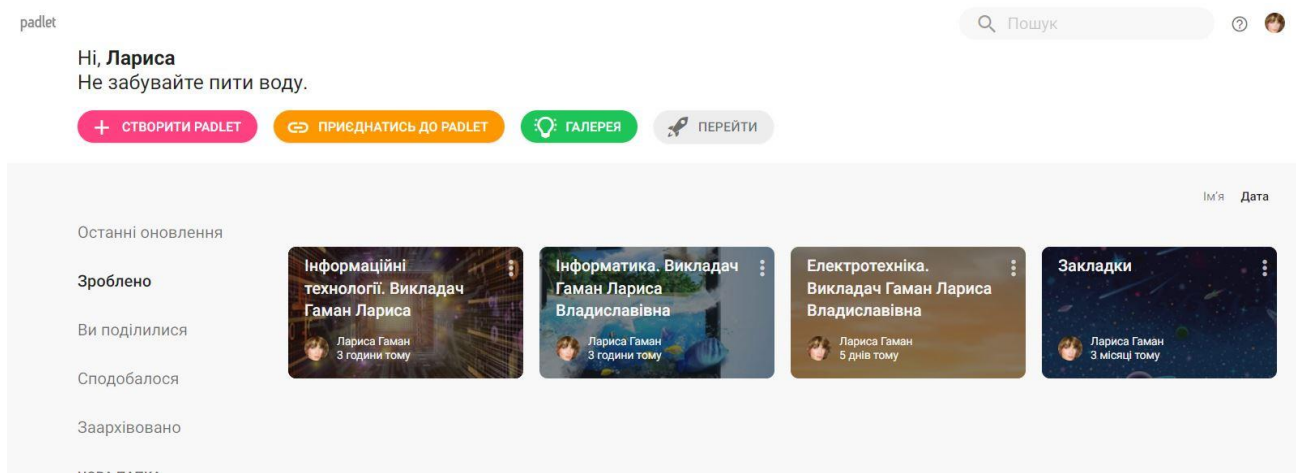 padlet
Пошук
Hi, Лариса
Не забувайте пити воду.
СТВОРИТИ PADLET
ПРИЄДНАТИСЬ ДО PADLET
ГАЛЕРЕЯ
ПЕРЕЙТИ
Ім'я Дата
Останні оновлення
Зроблено
Ви поділилися
Сподобалося
Заархівовано
Інформаційні
технології. Викладач
Гаман Лариса
Лариса Гаман
3 години тому
Інформатика. Викладач
Гаман Лариса
Владиславівна
Лариса Гаман
3 години тому
Електротехніка.
Викладач Гаман Лариса
Владиславівна
Лариса Гаман
5 днів тому
Закладки
Лариса Гаман
3 місяці тому